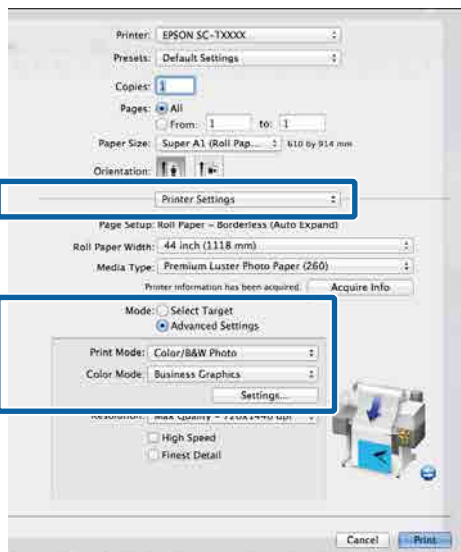 Printer: EPSON SC-TXXXX
Presets: Default Settings
Copies: 1
Pages: All
From: 1 to: 1
Paper Size: Super A1 (Roll Pap... 610 by 914 mm
Orientation:
Printer Settings
Page Setup: Roll Paper – Borderless (Auto Expand)
Roll Paper Width: 44 inch (1118 mm)
Media Type: Premium Luster Photo Paper (260)
Printer information has been acquired. Acquire Info
Mode: Select Target
Advanced Settings
Print Mode: Color/B&W Photo
Color Mode: Business Graphics
Settings...
Resolution: Max Quality – 720x1440 dpi
High Speed
Finest Detail
Cancel Print